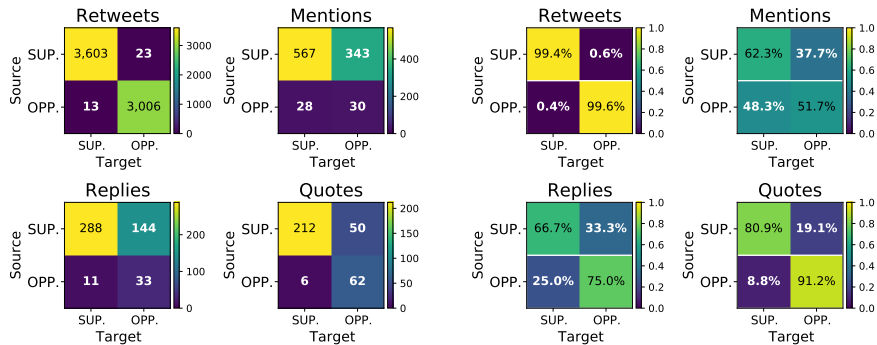 Retweets
Source
SUP.
OPP.
3,603
23
13
3,006
SUP.
OPP.
Target
3000
2000
1000
0
Mentions
Source
SUP.
OPP.
567
343
28
30
SUP.
OPP.
Target
400
200
0
Retweets
Source
SUP.
OPP.
99.4%
0.6%
0.4%
99.6%
SUP.
OPP.
Target
1.0
0.8
0.6
0.4
0.2
0.0
Mentions
Source
SUP.
OPP.
62.3%
37.7%
48.3%
51.7%
SUP.
OPP.
Target
1.0
0.8
0.6
0.4
0.2
0.0
Replies
Source
SUP.
OPP.
288
144
11
33
SUP.
OPP.
Target
200
100
0
Quotes
Source
SUP.
OPP.
212
50
6
62
SUP.
OPP.
Target
200
150
100
50
0
Replies
Source
SUP.
OPP.
66.7%
33.3%
25.0%
75.0%
SUP.
OPP.
Target
1.0
0.8
0.6
0.4
0.2
0.0
Quotes
Source
SUP.
OPP.
80.9%
19.1%
8.8%
91.2%
SUP.
OPP.
Target
1.0
0.8
0.6
0.4
0.2
0.0